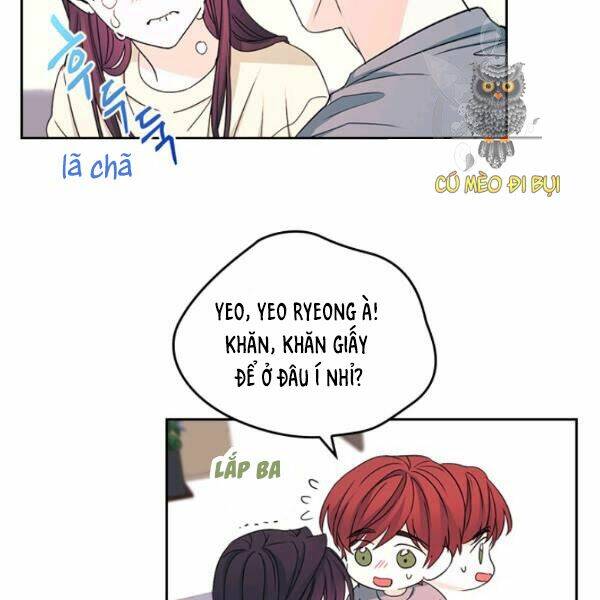 후두둑
lã chã
CÚ MÈO ĐI BỤI
YEO, YEO RYEONG À!
KHĂN, KHĂN GIẤY
ĐỂ Ở ĐÂU Í NHỈ?
LẮP BA